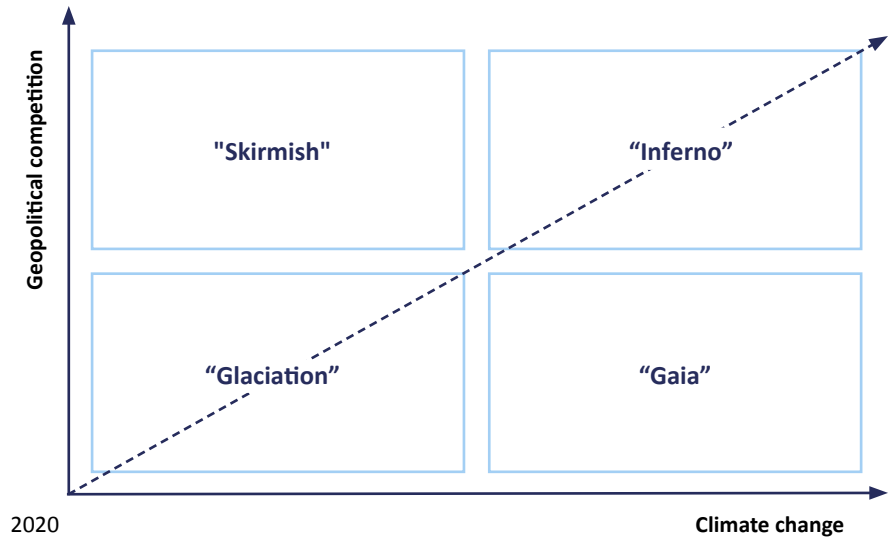 Geopolitical competition
"Skirmish"
“Inferno”
“Glaciation”
“Gaia”
2020
Climate change